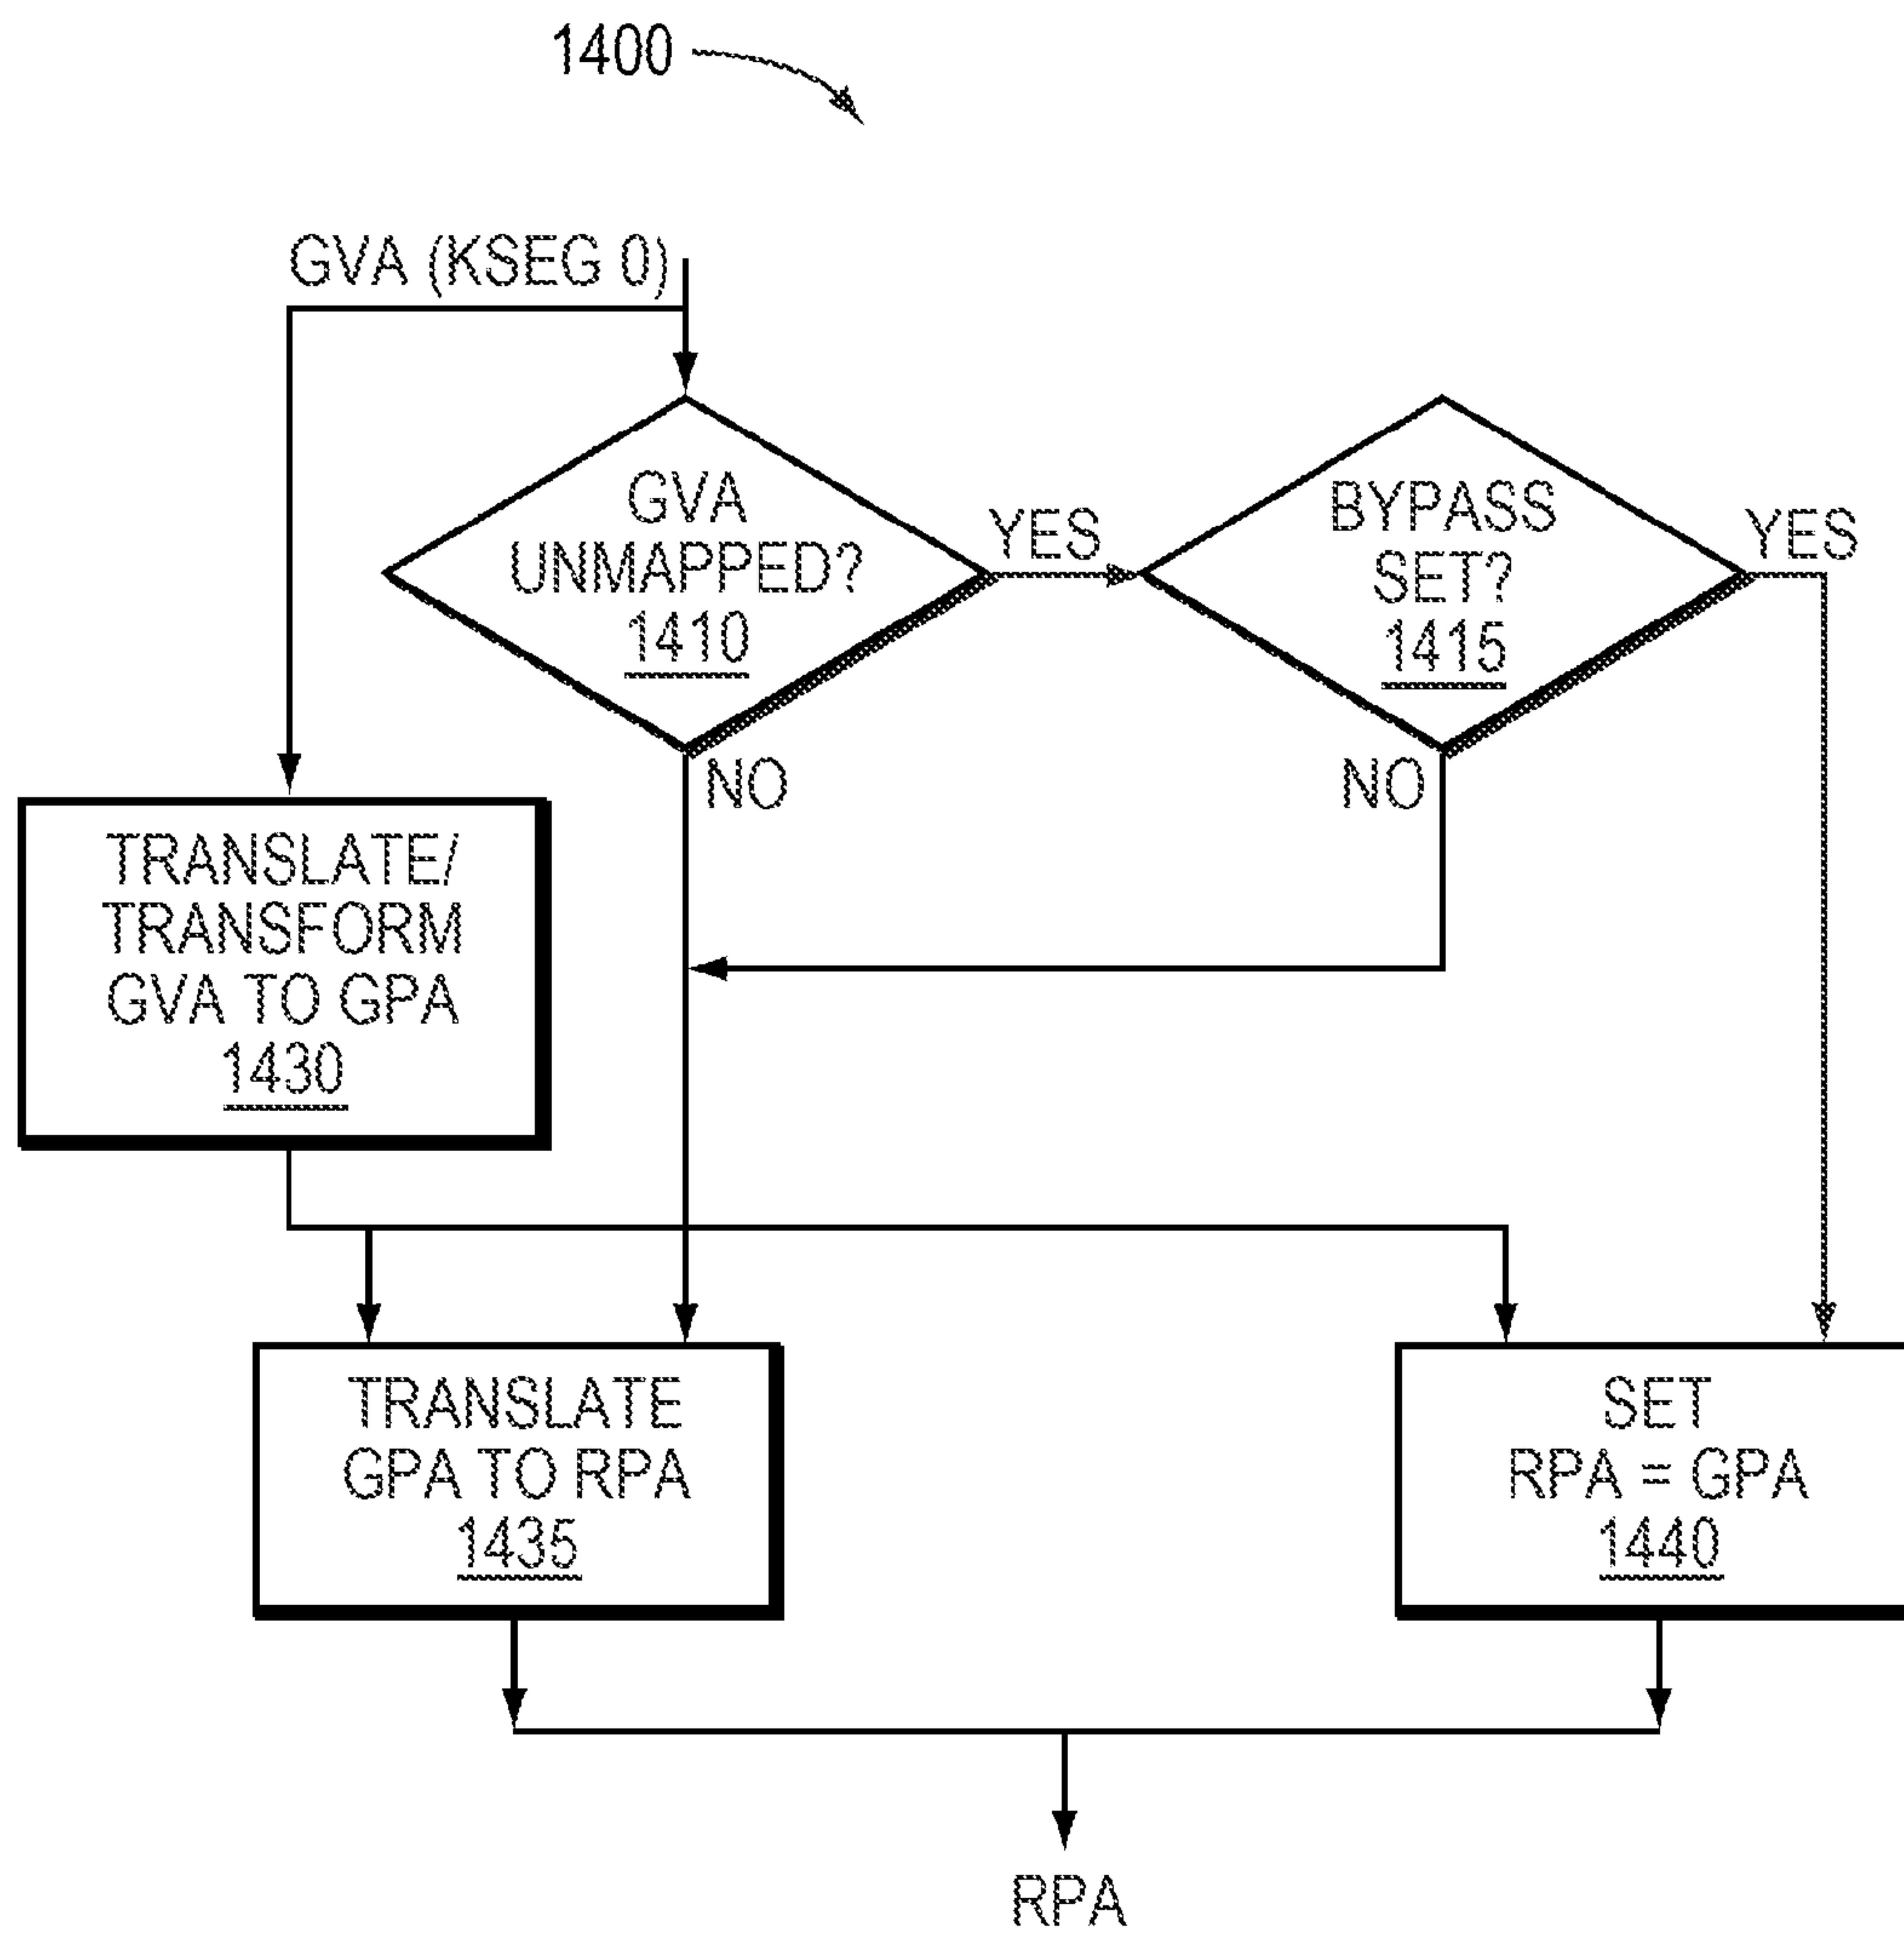 1400
GVA (KSEG 0)
GVA
UNMAPPED?
1410
YES
BYPASS
SET?
1415
YES
NO
NO
TRANSLATE/
TRANSFORM
GVA TO GPA
1430
TRANSLATE
GPA TO RPA
1435
SET
RPA = GPA
1440
RPA